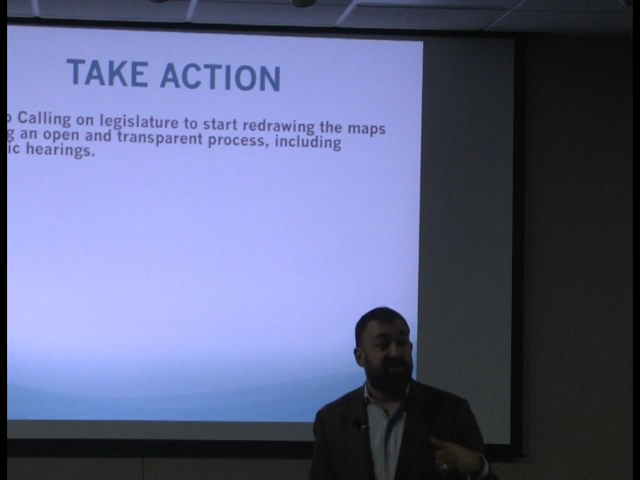 TAKE ACTION
Calling on legislature to start redrawing the maps
an open and transparent process, including
hearings.